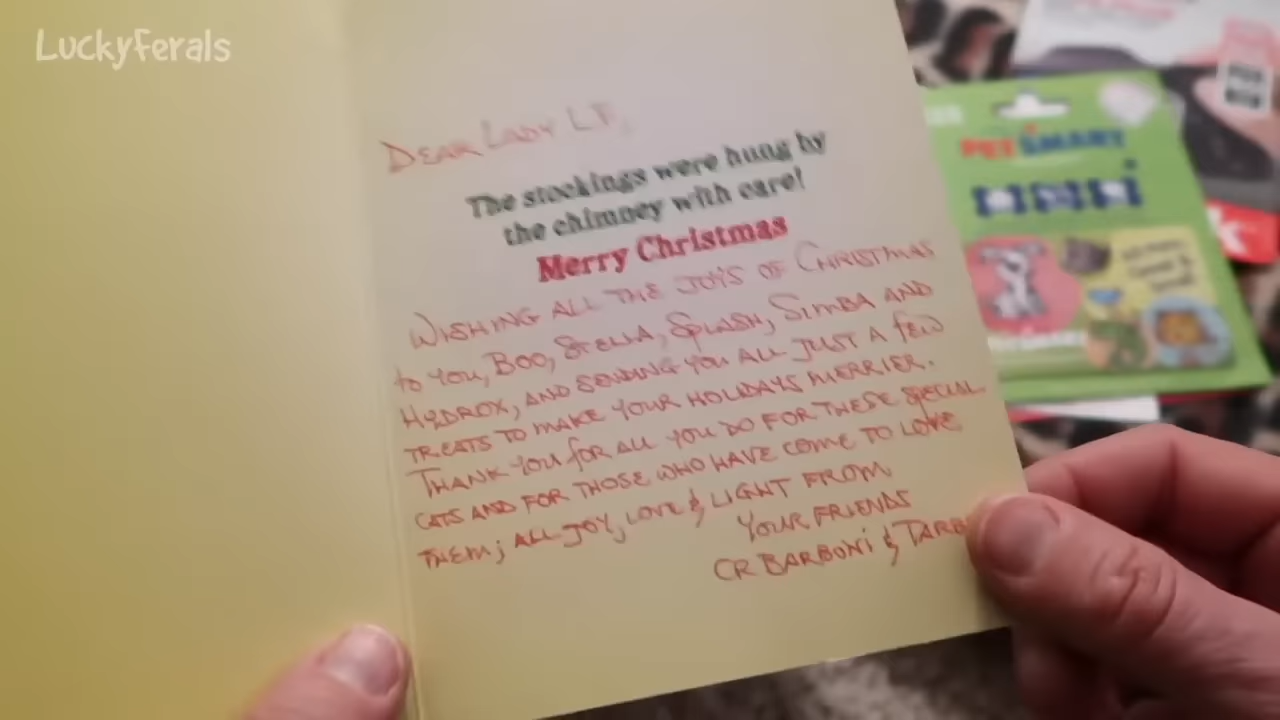 LuckyFerals
DEAR LADY LF,
The stockings were hung by
the chimney with care!
Merry Christmas
WISHING ALL THE JOYS OF CHRISTMAS
to YOU, BOO, STELLA, SPLASH, SIMBA AND
HYDROX, AND SENDING YOU ALL JUST A FEW
TREATS TO MAKE YOUR HOLIDAYS MERRIER.
THANK YOU for ALL YOU DO FOR THESE SPECIAL
CATS AND FOR THOSE WHO HAVE COME TO LOVE
THEM; ALL JOY, LOVE & LIGHT FROM
YOUR FRIENDS
CR BARBONI & TARB
PETSMART